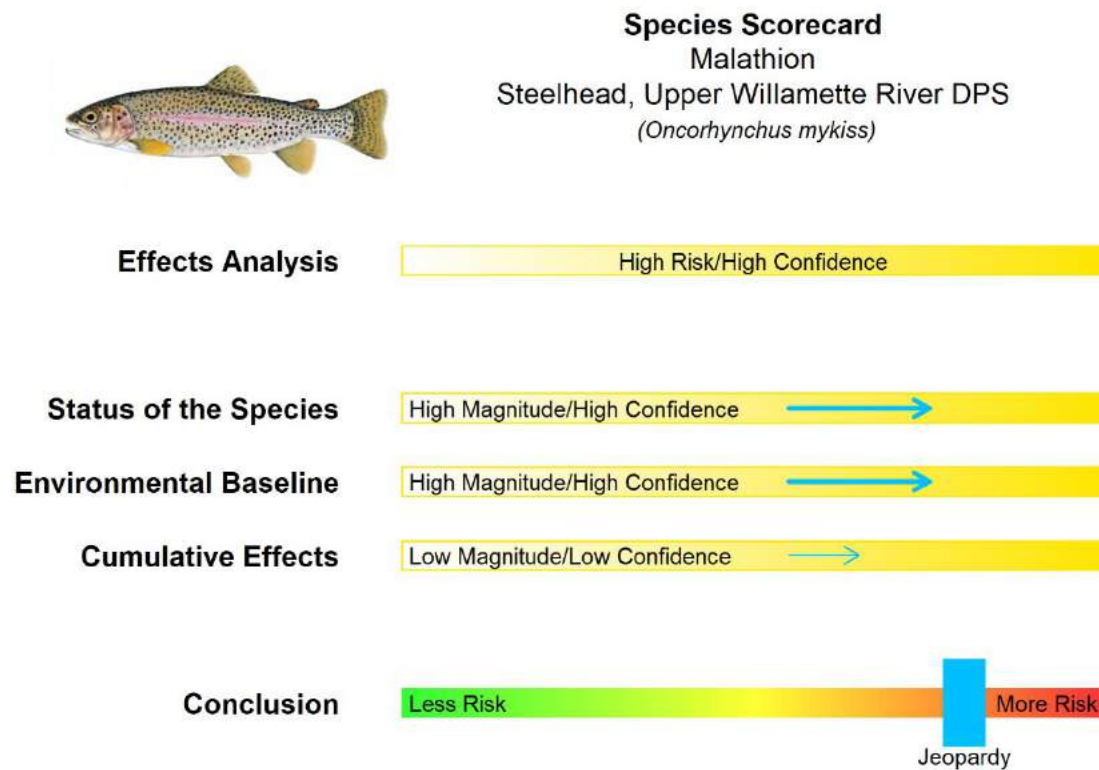 Species Scorecard
Malathion
Steelhead, Upper Willamette River DPS
(Oncorhynchus mykiss)
Effects Analysis
High Risk/High Confidence
Status of the Species
High Magnitude/High Confidence
Environmental Baseline
High Magnitude/High Confidence
Cumulative Effects
Low Magnitude/Low Confidence
Conclusion
Less Risk
More Risk
Jeopardy